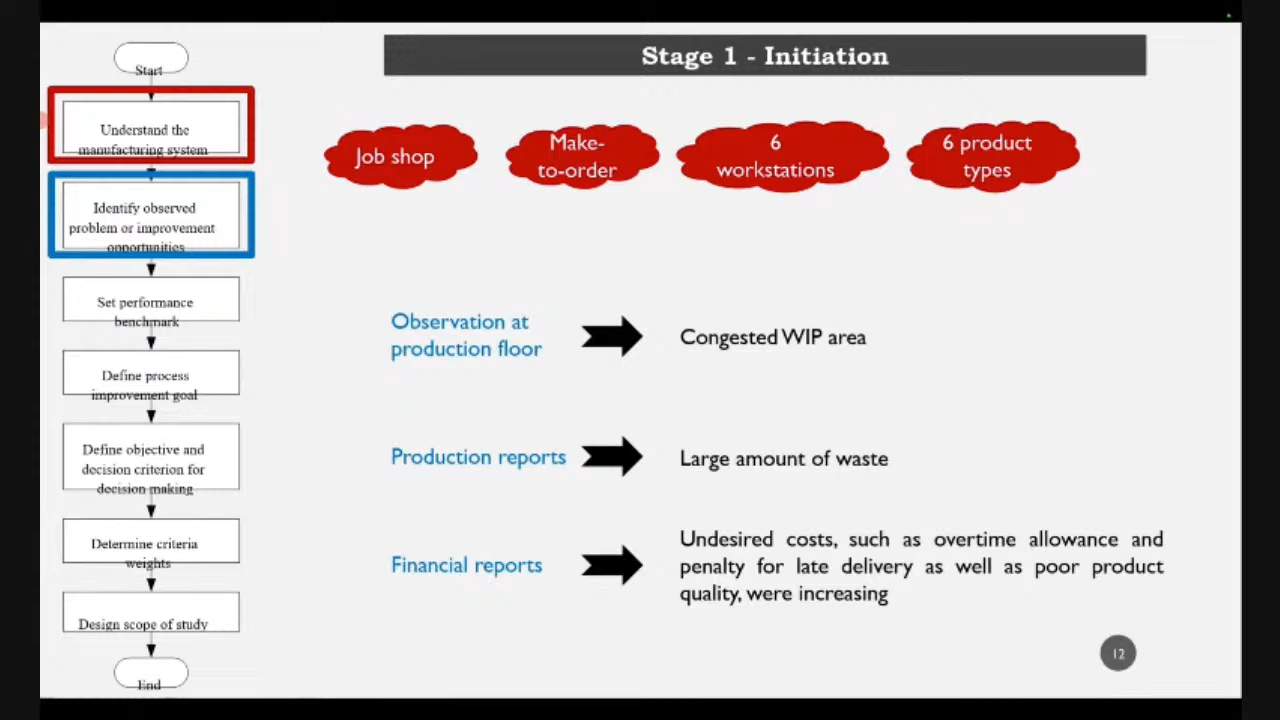 Stage 1 - Initiation
Start
Understand the
manufacturing system
Identify observed
problem or improvement
opportunities
Set performance
benchmark
Define process
improvement goal
Define objective and
decision criterion for
decision making
Determine criteria
weights
Design scope of study
End
Job shop
Make-
to-order
6
workstations
6 product
types
Observation at
production floor
Congested WIP area
Production reports
Large amount of waste
Financial reports
Undesired costs, such as overtime allowance and
penalty for late delivery as well as poor product
quality, were increasing
12